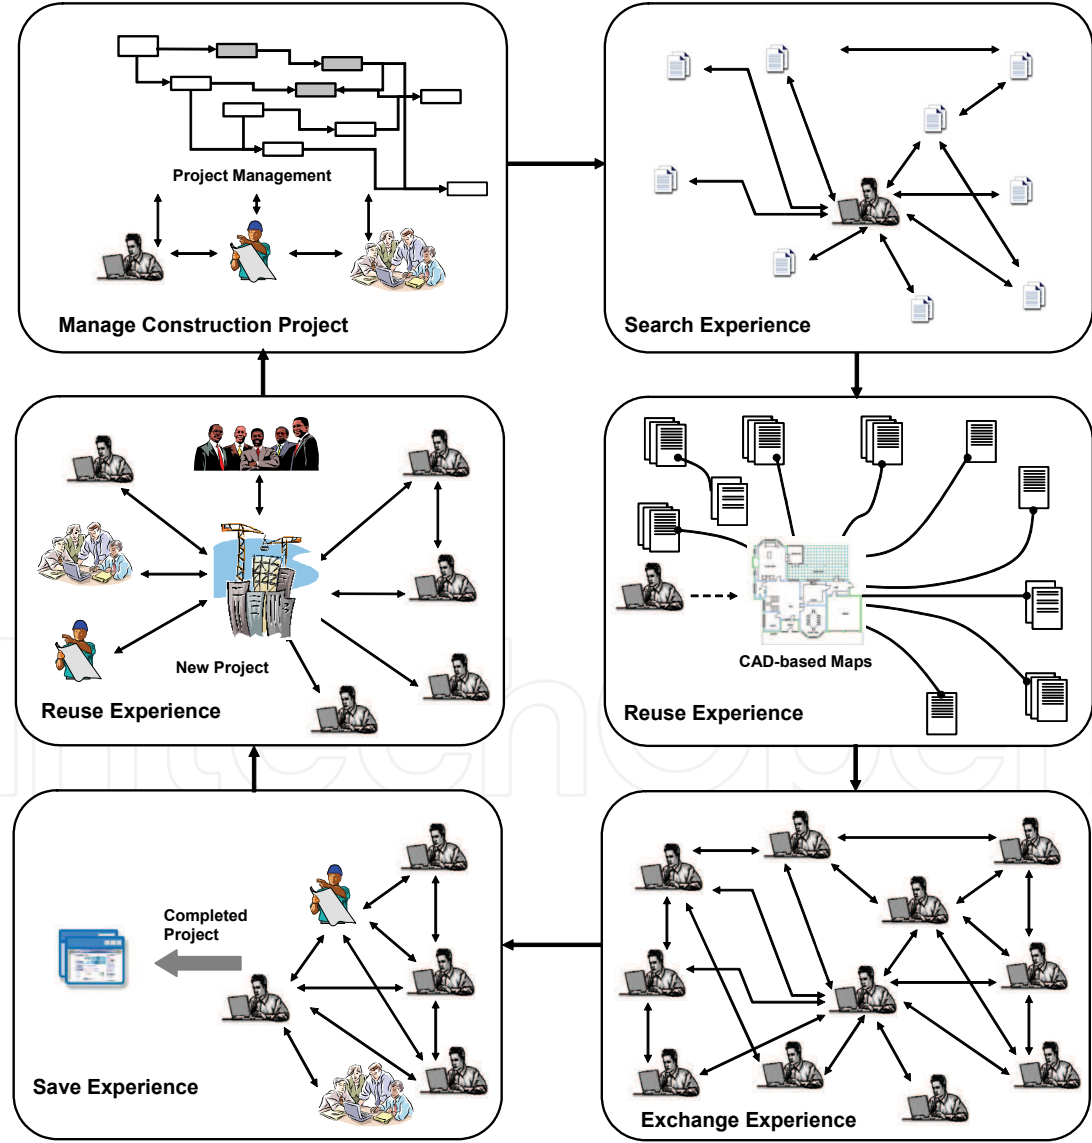 Project Management
Manage Construction Project
Search Experience
New Project
Reuse Experience
CAD-based Maps
Reuse Experience
Completed
Project
Save Experience
Exchange Experience
IntechOpen